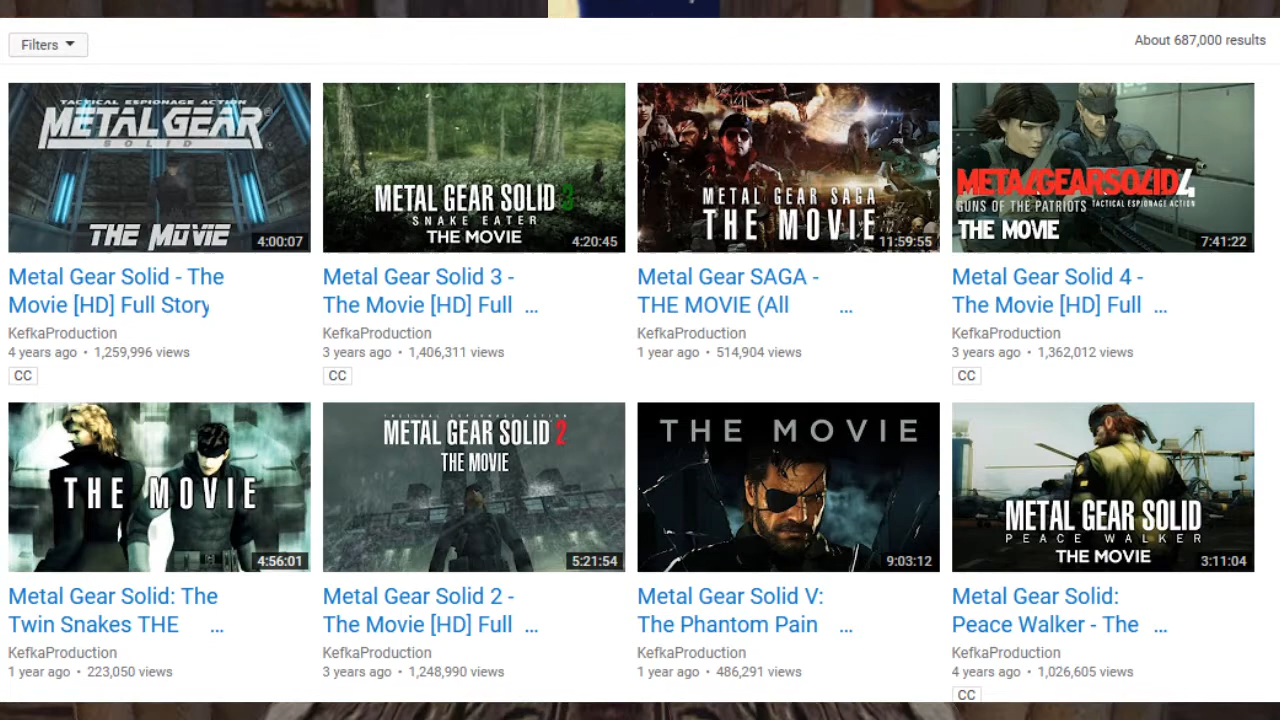 Filters
About 687,000 results
TACTICAL ESPIONAGE ACTION
METAL GEAR
SOLID
THE MOVIE
4:00:07
METAL GEAR SOLID 3
SNAKE EATER
THE MOVIE
4:20:45
METAL GEAR SAGA
THE MOVIE
11:59:55
METAL GEAR SOLID 4
GUNS OF THE PATRIOTS TACTICAL ESPIONAGE ACTION
THE MOVIE
7:41:22
Metal Gear Solid - The
Movie [HD] Full Story
KefkaProduction
4 years ago • 1,259,996 views
CC
Metal Gear Solid 3 -
The Movie [HD] Full ...
KefkaProduction
3 years ago • 1,406,311 views
CC
Metal Gear SAGA -
THE MOVIE (All ...
KefkaProduction
1 year ago • 514,904 views
Metal Gear Solid 4 -
The Movie [HD] Full ...
KefkaProduction
3 years ago • 1,362,012 views
CC
THE MOVIE
4:56:01
TACTICAL ESPIONAGE ACTION
METAL GEAR SOLID 2
THE MOVIE
5:21:54
THE MOVIE
9:03:12
METAL GEAR SOLID
PEACE WALKER
THE MOVIE
3:11:04
Metal Gear Solid: The
Twin Snakes THE ...
KefkaProduction
1 year ago • 223,050 views
Metal Gear Solid 2 -
The Movie [HD] Full ...
KefkaProduction
3 years ago • 1,248,990 views
Metal Gear Solid V:
The Phantom Pain ...
KefkaProduction
1 year ago • 486,291 views
Metal Gear Solid:
Peace Walker - The ...
KefkaProduction
4 years ago • 1,026,605 views
CC